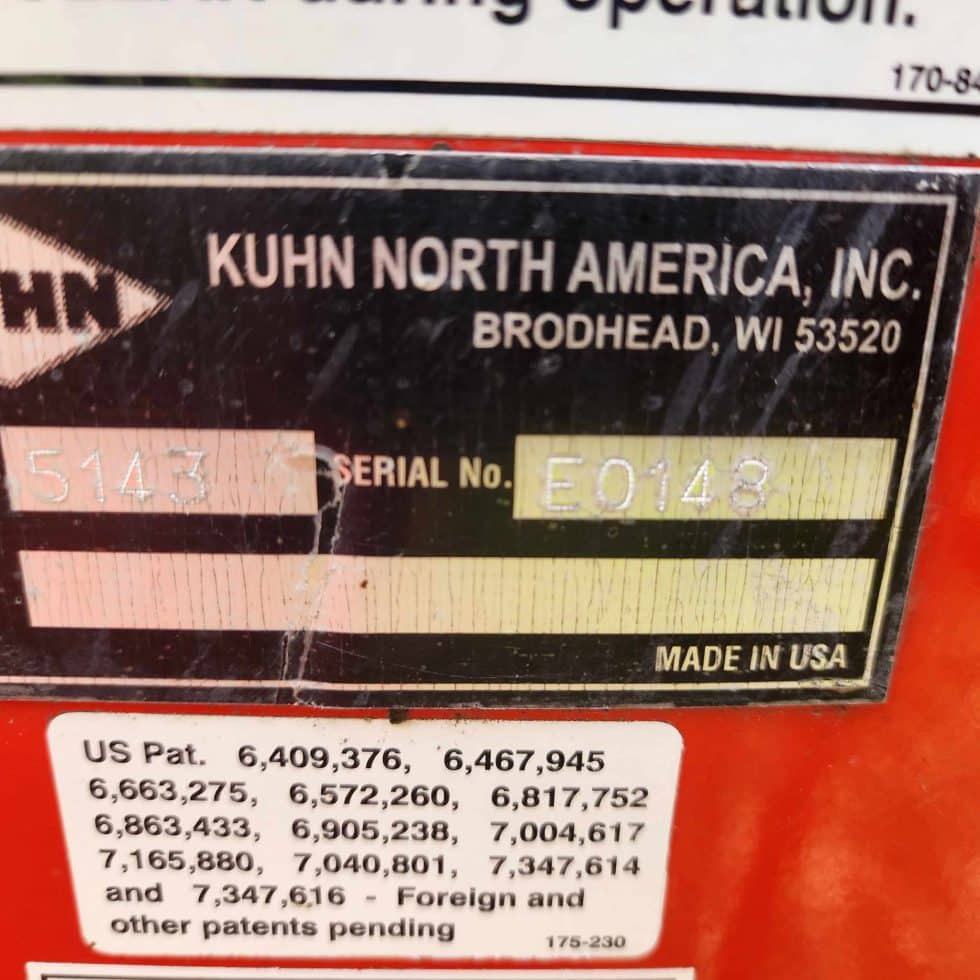 during operation.
170-84
KUHN NORTH AMERICA, INC.
HN
BRODHEAD, WI 53520
5143 SERIAL No. E0148
MADE IN USA
US Pat. 6,409,376, 6,467,945
6,663,275, 6,572,260, 6,817,752
6,863,433, 6,905,238, 7,004,617
7,165,880, 7,040,801, 7,347,614
and 7,347,616 - Foreign and
other patents pending
175-230